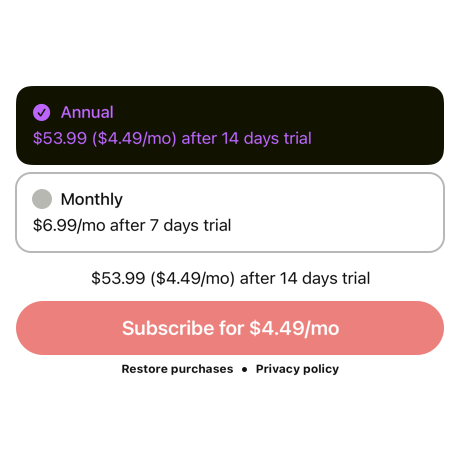 Annual
$53.99 ($4.49/mo) after 14 days trial
Monthly
$6.99/mo after 7 days trial
$53.99 ($4.49/mo) after 14 days trial
Subscribe for $4.49/mo
Restore purchases • Privacy policy